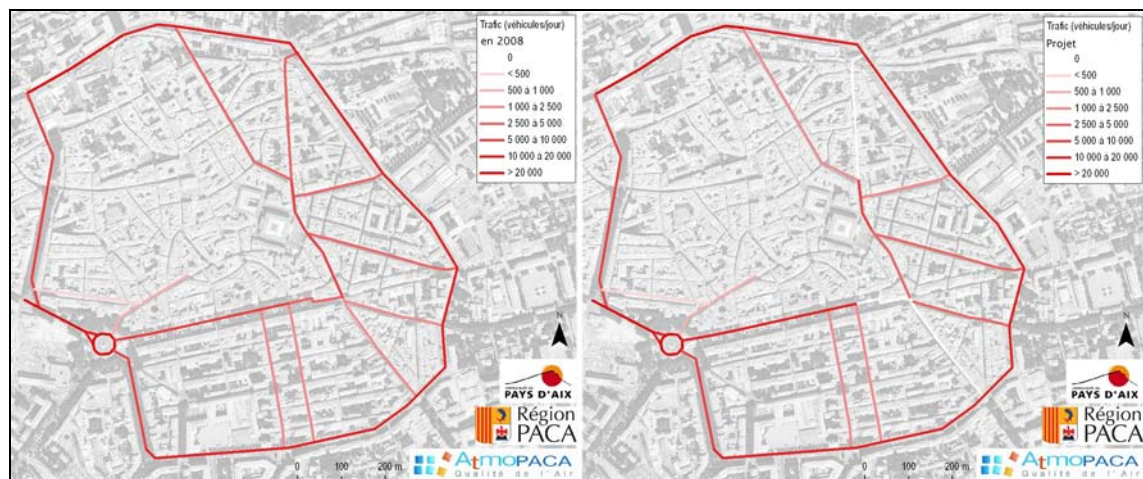 Trafic (véhicules/jour)
en 2008
0
< 500
500 à 1 000
1 000 à 2 500
2 500 à 5 000
5 000 à 10 000
10 000 à 20 000
> 20 000
N
PAYS D'AIX
Région
PACA
AtmoPACA
Qualité de l'Air
0 100 200 m
Trafic (véhicules/jour)
Projet
0
< 500
500 à 1 000
1 000 à 2 500
2 500 à 5 000
5 000 à 10 000
10 000 à 20 000
> 20 000
N
PAYS D'AIX
Région
PACA
AtmoPACA
Qualité de l'Air
0 100 200 m